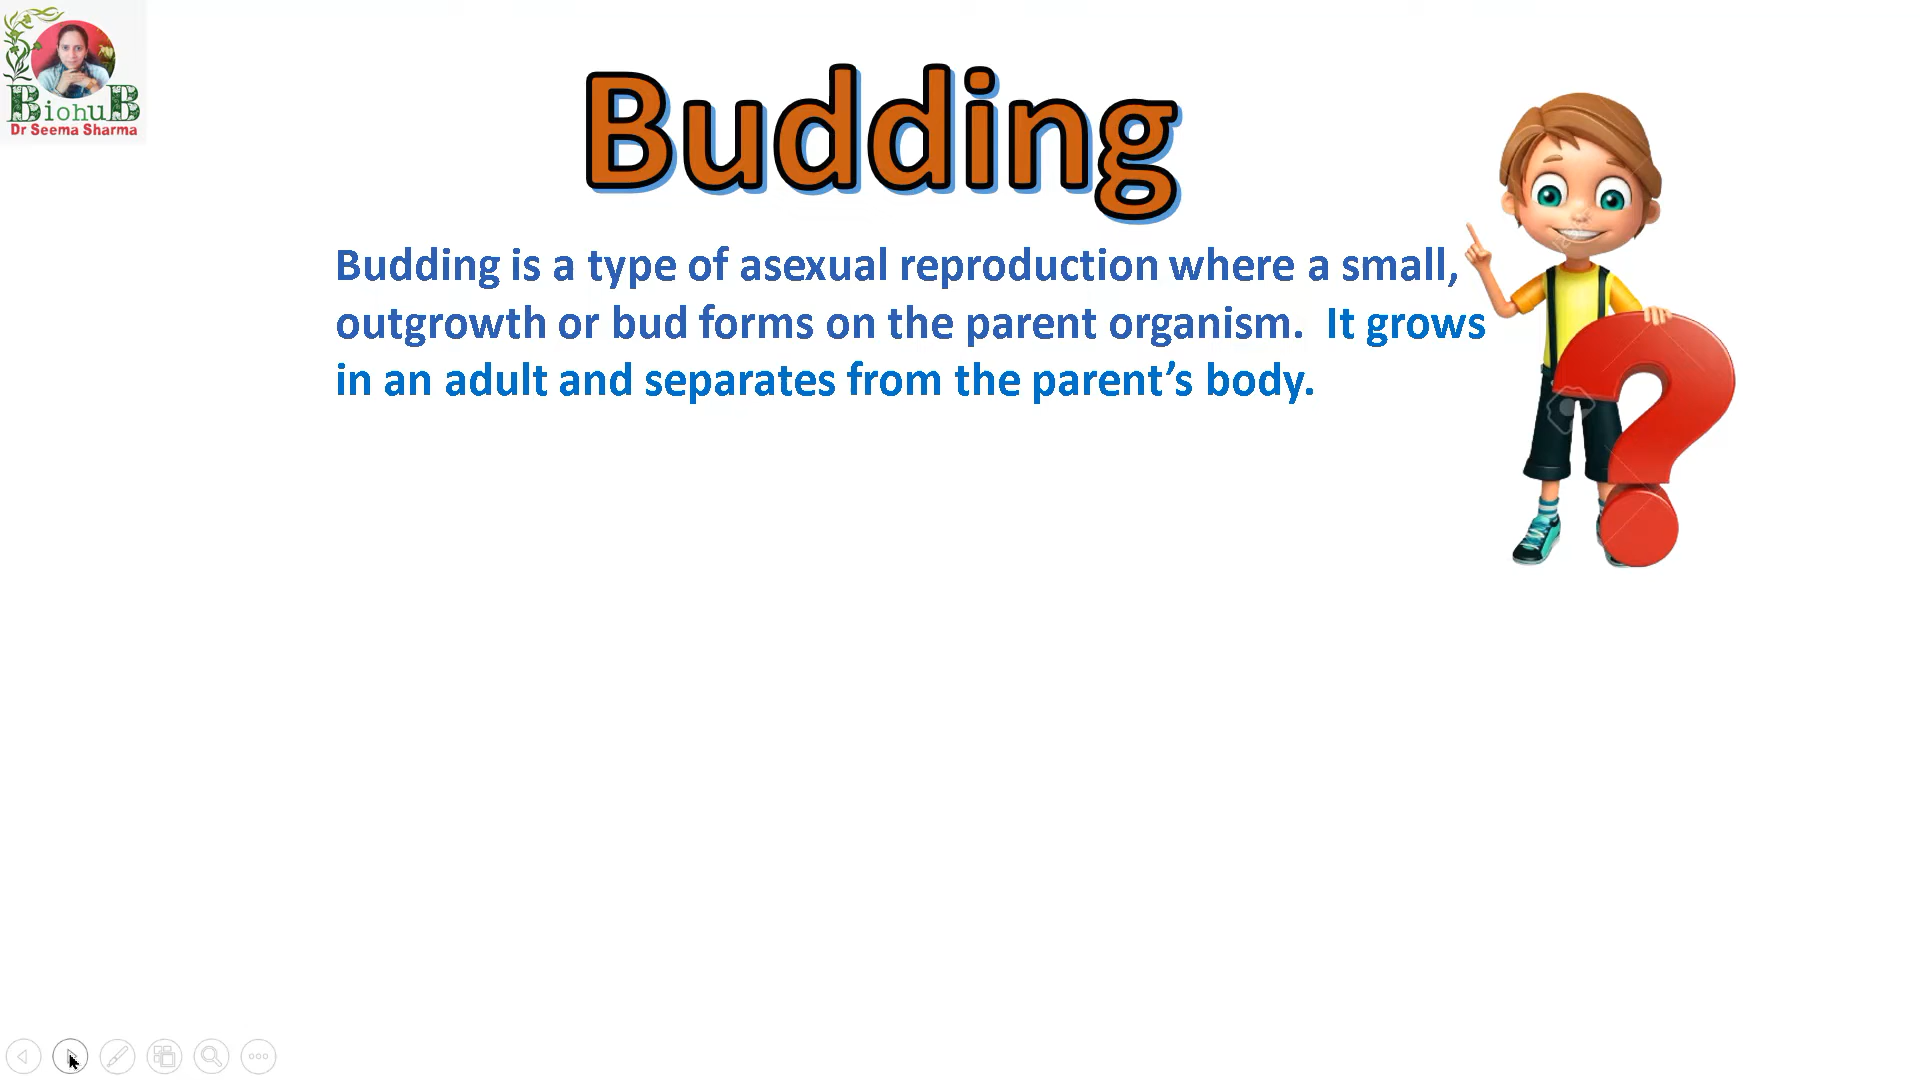 BiohuB
Dr Seema Sharma
Budding
Budding is a type of asexual reproduction where a small,
outgrowth or bud forms on the parent organism.  It grows
in an adult and separates from the parent’s body.